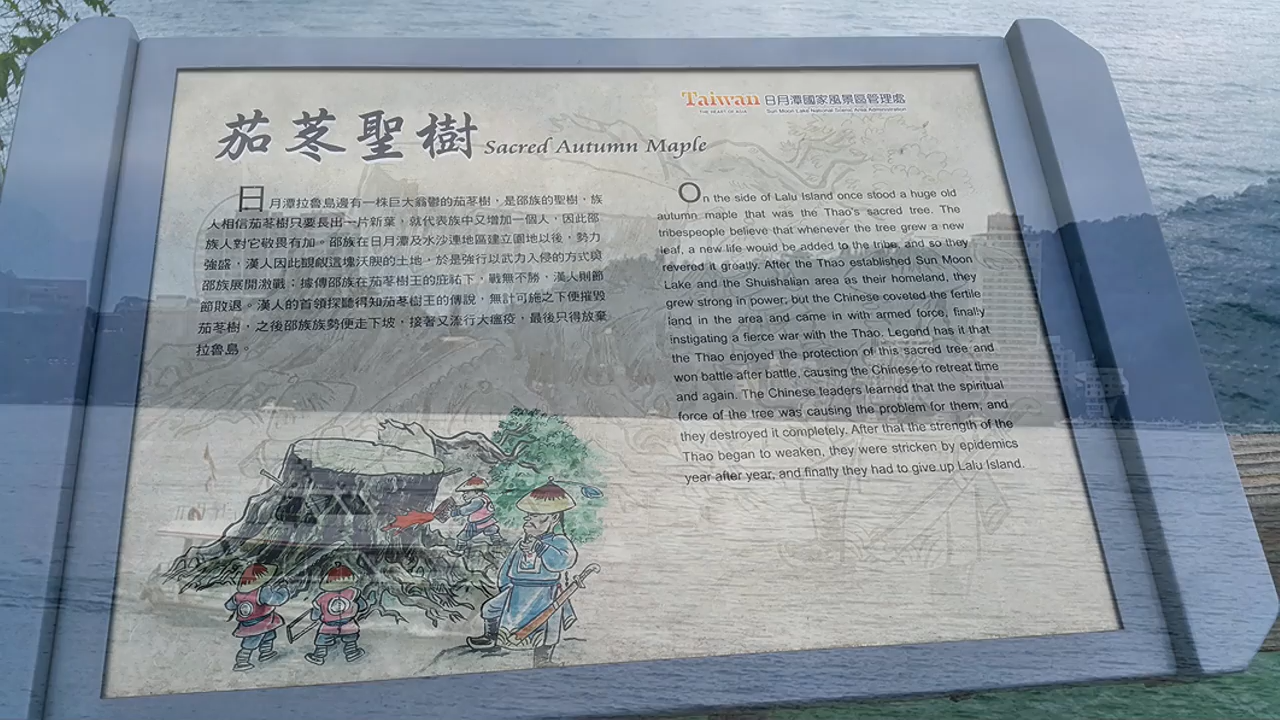 Taiwan 日月潭國家風景區管理處
THE HEART OF ASIA Sun Moon Lake National Scenic Area Administration
茄苳聖樹 Sacred Autumn Maple
日月潭拉魯島邊有一株巨大蓊鬱的茄苳樹，是邵族的聖樹，族
人相信茄苳樹只要長出一片新葉，就代表族中又增加一個人，因此邵
族人對它敬畏有加。邵族在日月潭及水沙連地區建立園地以後，勢力
強盛，漢人因此覬覦這塊沃腴的土地，於是強行以武力入侵的方式與
邵族展開激戰；據傳邵族在茄苳樹王的庇祐下，戰無不勝，漢人則節
節敗退。漢人的首領探聽得知茄苳樹王的傳說，無計可施之下便摧毀
茄苳樹，之後邵族族勢便走下坡，接著又流行大瘟疫，最後只得放棄
拉魯島。
On the side of Lalu Island once stood a huge old
autumn maple that was the Thao's sacred tree. The
tribespeople believe that whenever the tree grew a new
leaf, a new life would be added to the tribe, and so they
revered it greatly. After the Thao established Sun Moon
Lake and the Shuishalian area as their homeland, they
grew strong in power; but the Chinese coveted the fertile
land in the area and came in with armed force, finally
instigating a fierce war with the Thao. Legend has it that
the Thao enjoyed the protection of this sacred tree and
won battle after battle, causing the Chinese to retreat time
and again. The Chinese leaders learned that the spiritual
force of the tree was causing the problem for them, and
they destroyed it completely. After that the strength of the
Thao began to weaken, they were stricken by epidemics
year after year, and finally they had to give up Lalu Island.